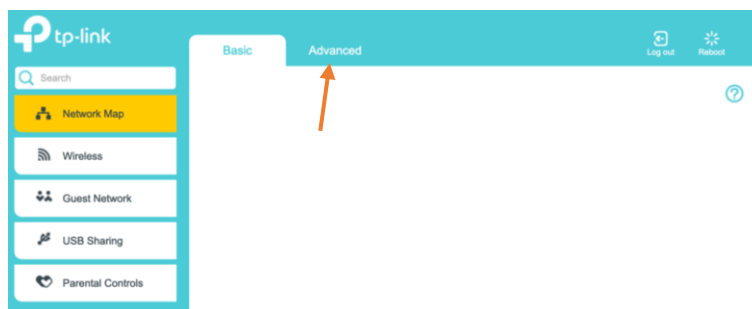 tp-link
Basic
Advanced
Log out
Reboot
Search
Network Map
Wireless
Guest Network
USB Sharing
Parental Controls